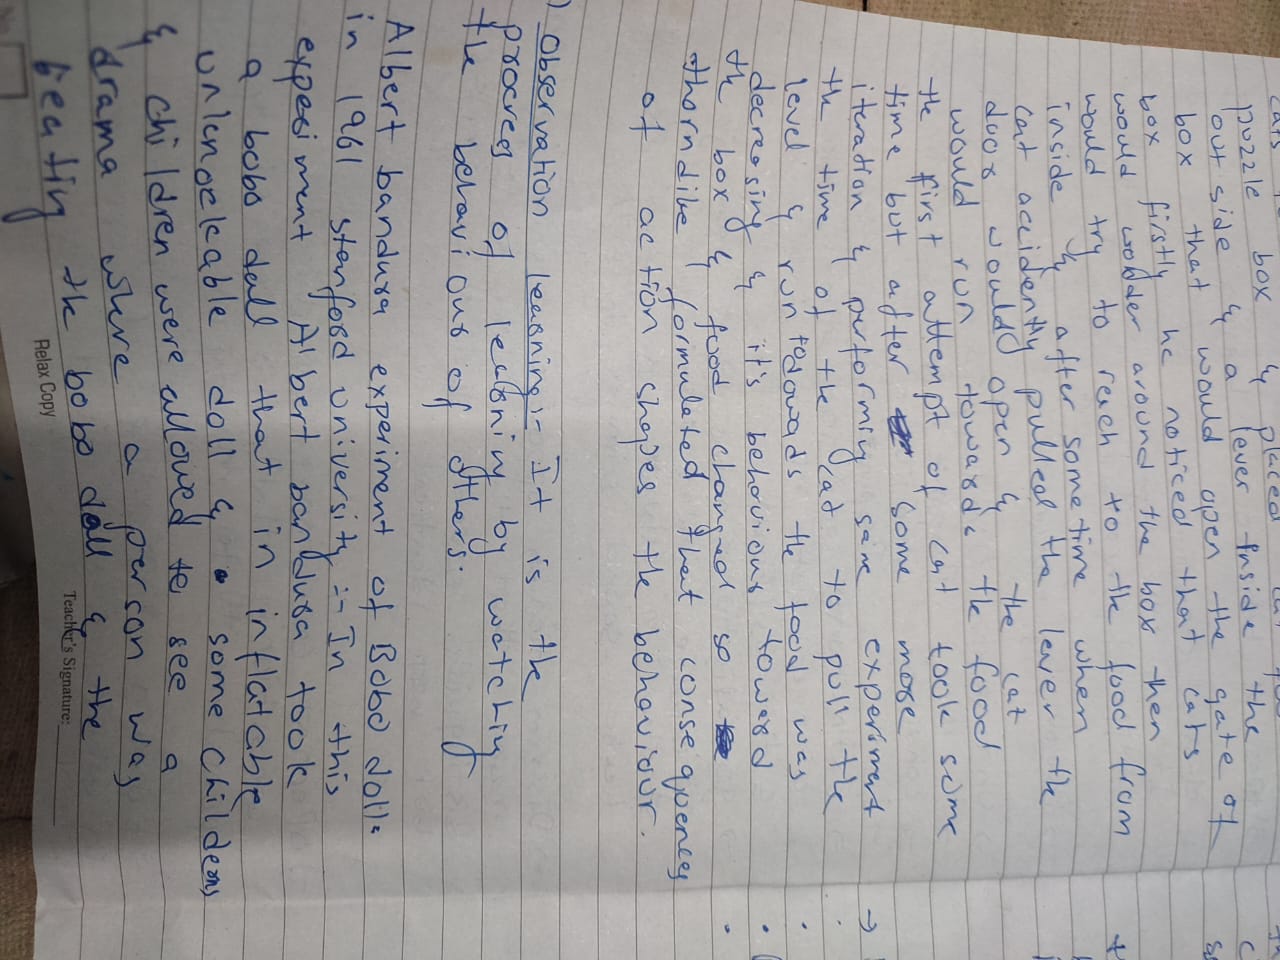 puzzle box & placed
out side & a lever inside the
box that would open the gate of
box firstly he noticed that cats
would wodder around the box then
would try to reach to the food from
inside & after some time when
cat accidently pulled the lever the
door would open & the cat
would run towards the food
the first attempt of cat took some
time but after some more
iteration & performing same experiment
the time of the cat to pull the
level & run todowads the food was
decreasing & it's behaviour toward
the box & food changed so
thorndike formulated that consequences
of action shapes the behaviour.
) Observation learning :- It is the
procrees of learning by watching
the behaviour of others.
Albert bandura experiment of Bobo doll
in 1961 stenford university :- In this
experiment Albert bandura took
a bobo doll that in inflatable
unknockable doll & some childerns
& children were allowed to see a
drama where a person was
beating the bobo doll & the
Teacher's Signature:
Relax Copy